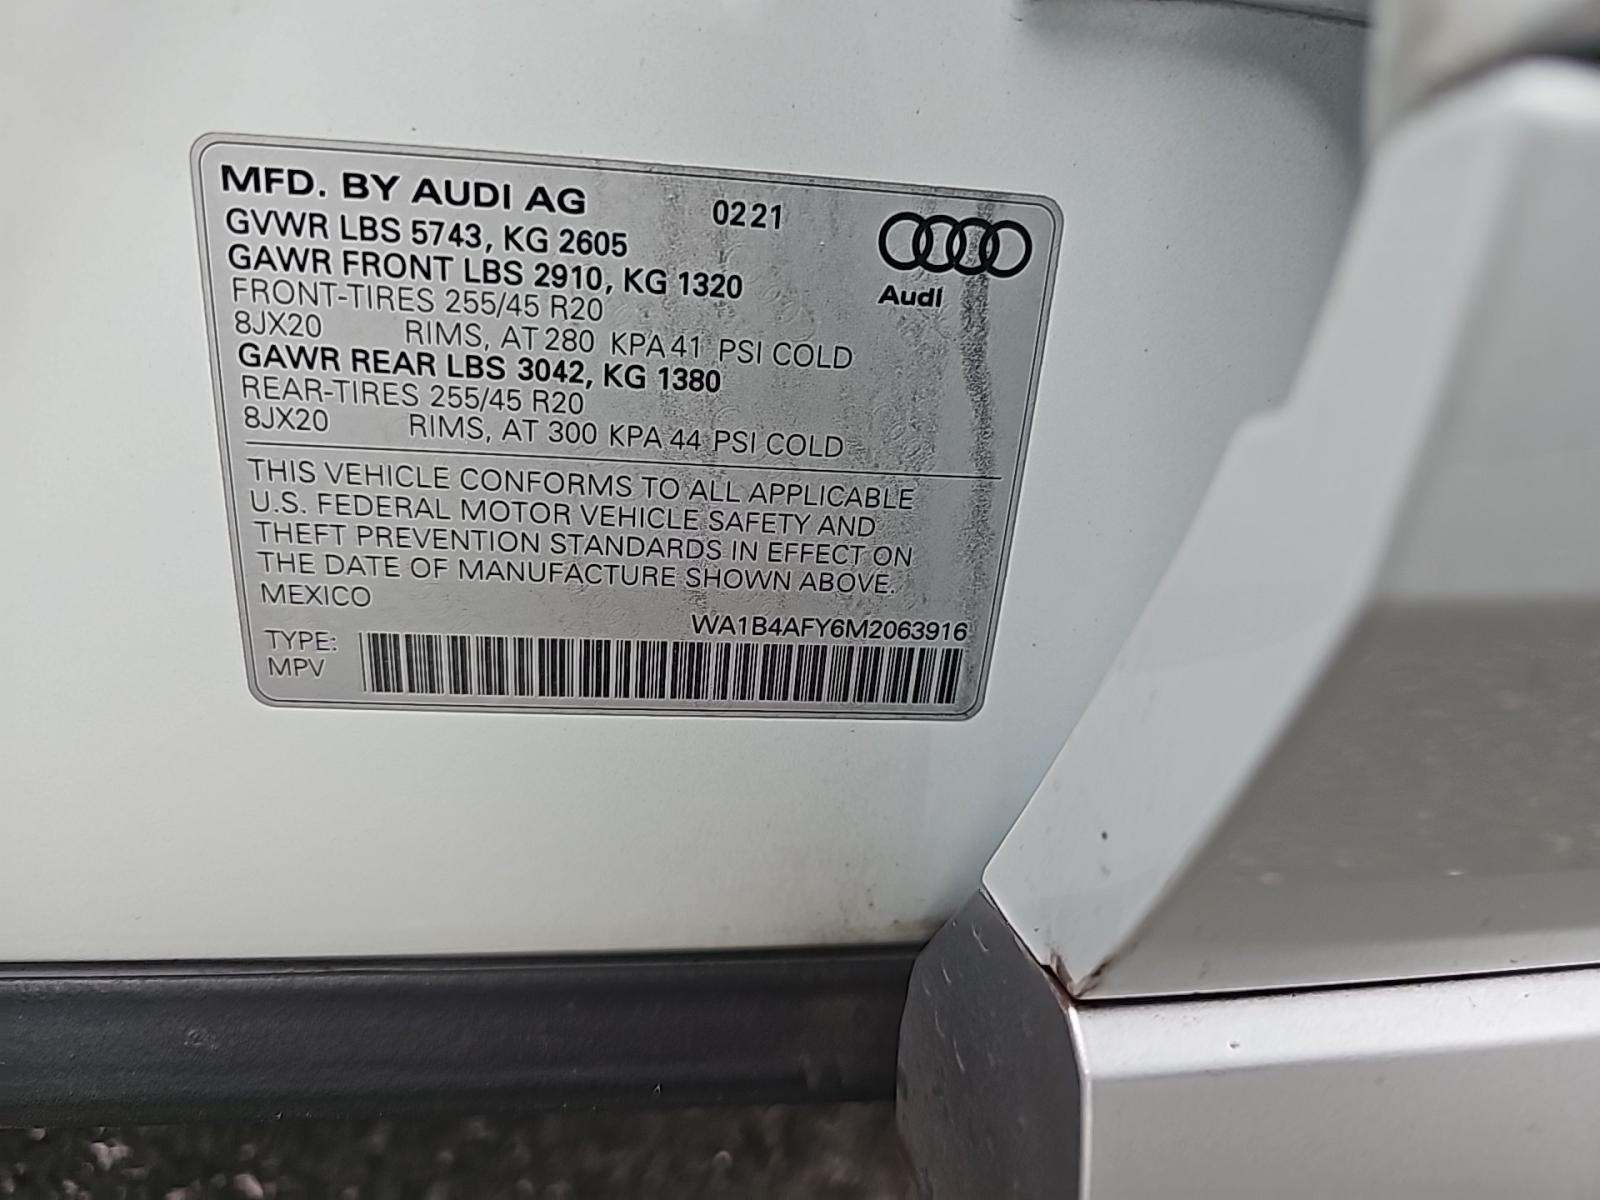 MFD. BY AUDI AG 0221
GVWR LBS 5743, KG 2605
GAWR FRONT LBS 2910, KG 1320
Audi
FRONT-TIRES 255/45 R20
8JX20 RIMS, AT 280 KPA 41 PSI COLD
GAWR REAR LBS 3042, KG 1380
REAR-TIRES 255/45 R20
8JX20 RIMS, AT 300 KPA 44 PSI COLD
THIS VEHICLE CONFORMS TO ALL APPLICABLE
U.S. FEDERAL MOTOR VEHICLE SAFETY AND
THEFT PREVENTION STANDARDS IN EFFECT ON
THE DATE OF MANUFACTURE SHOWN ABOVE.
MEXICO
WA1B4AFY6M2063916
TYPE:
MPV